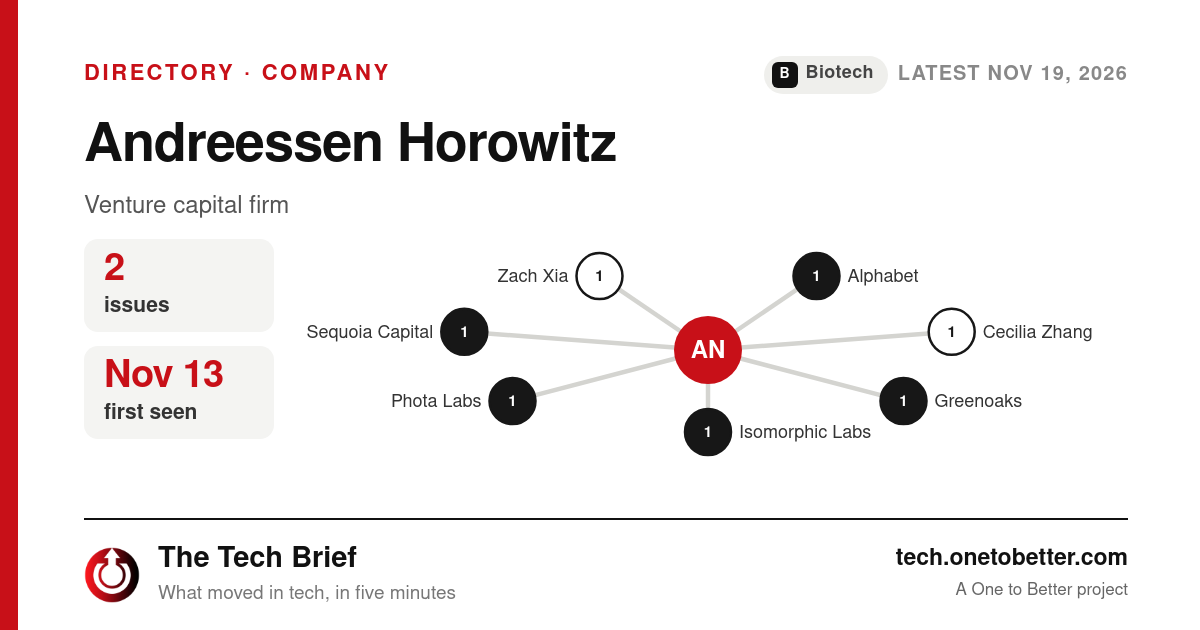 DIRECTORY · COMPANY
B Biotech LATEST NOV 19, 2026
Andreessen Horowitz
Venture capital firm
2
issues
Nov 13
first seen
Zach Xia 1
1 Alphabet
Sequoia Capital 1
1 Cecilia Zhang
AN
Phota Labs 1
1 Greenoaks
1 Isomorphic Labs
The Tech Brief
What moved in tech, in five minutes
tech.onetobetter.com
A One to Better project